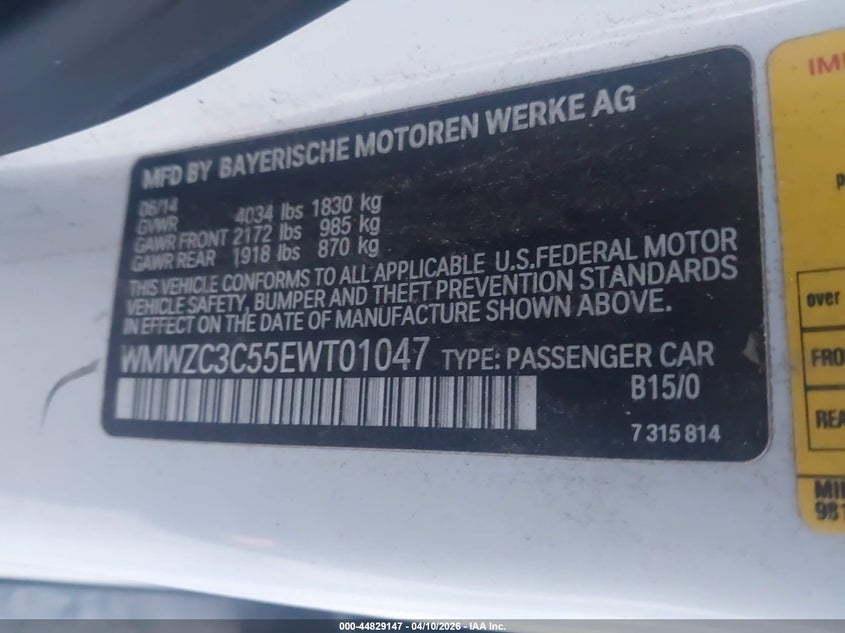 MFD BY BAYERISCHE MOTOREN WERKE AG
06/14
GVWR 4034 lbs 1830 kg
GAWR FRONT 2172 lbs 985 kg
GAWR REAR 1918 lbs 870 kg
THIS VEHICLE CONFORMS TO ALL APPLICABLE U.S.FEDERAL MOTOR
VEHICLE SAFETY, BUMPER AND THEFT PREVENTION STANDARDS
IN EFFECT ON THE DATE OF MANUFACTURE SHOWN ABOVE.
WMWZC3C55EWT01047 TYPE: PASSENGER CAR
B15/0
7 315 814
over
000-44829147 - 04/10/2026 - IAA Inc.